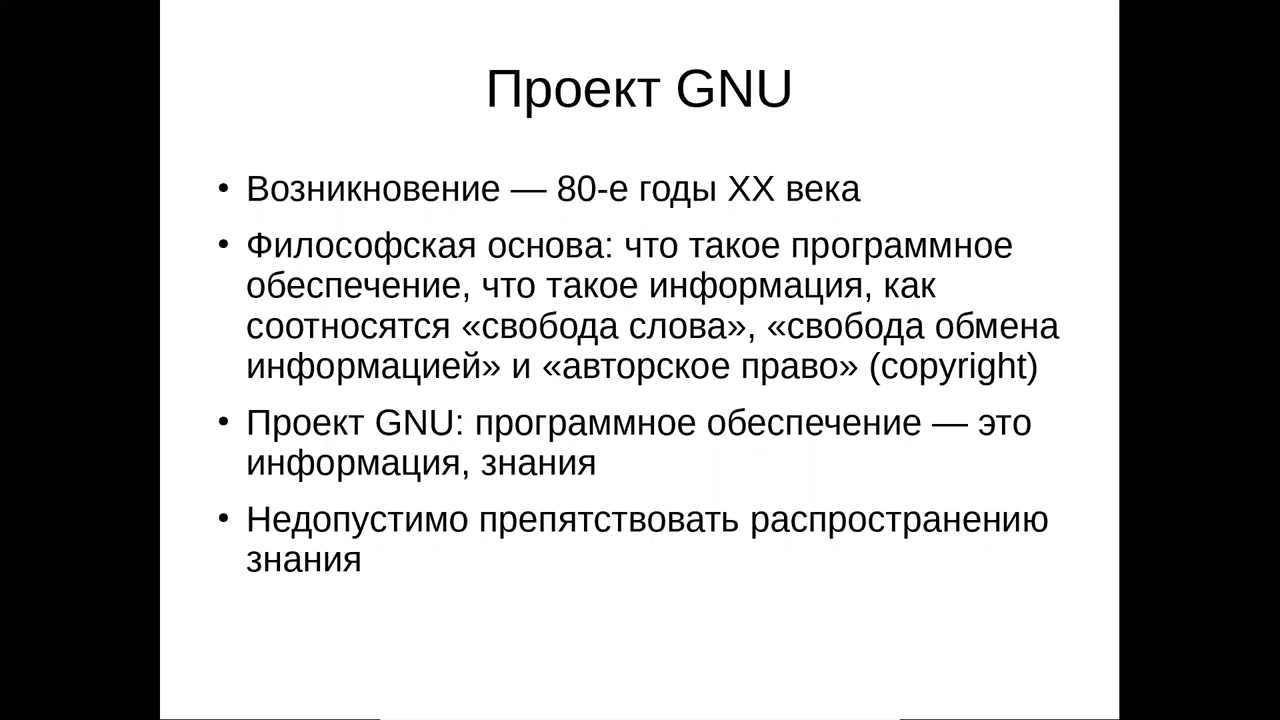 Проект GNU
• Возникновение — 80-е годы XX века
• Философская основа: что такое программное
обеспечение, что такое информация, как
соотносятся «свобода слова», «свобода обмена
информацией» и «авторское право» (copyright)
• Проект GNU: программное обеспечение — это
информация, знания
• Недопустимо препятствовать распространению
знания